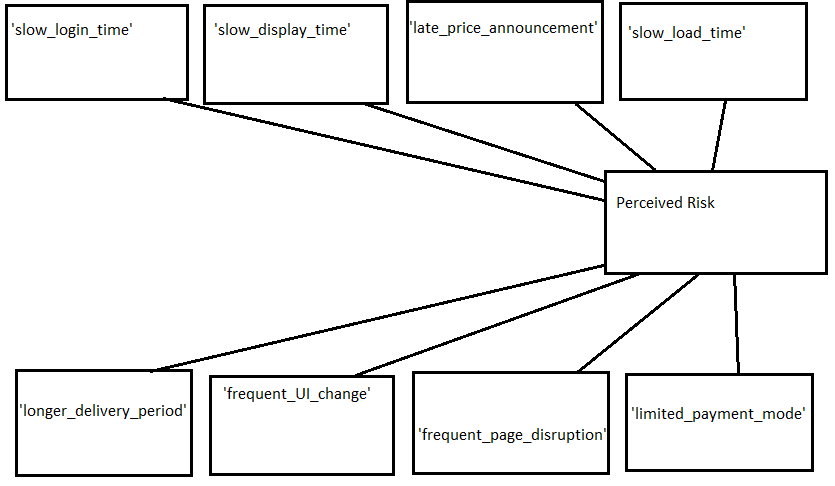 'slow_login_time'
'slow_display_time'
'late_price_announcement'
'slow_load_time'
Perceived Risk
'longer_delivery_period'
'frequent_UI_change'
'frequent_page_disruption'
'limited_payment_mode'